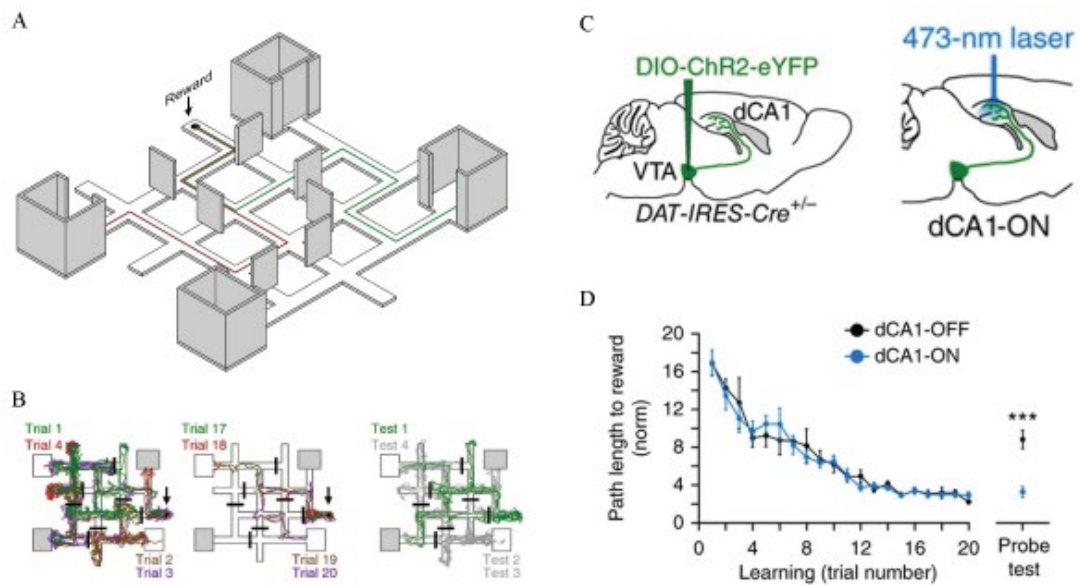 A
Reward
B
Trial 1
Trial 4
Trial 2
Trial 3
Trial 17
Trial 18
Trial 19
Trial 20
Test 1
Test 4
Test 2
Test 3
C
DIO-ChR2-eYFP
dCA1
VTA
DAT-IRES-Cre+/–
473-nm laser
dCA1-ON
D
Path length to reward
(norm)
20
16
12
8
4
0
dCA1-OFF
dCA1-ON
***
0 4 8 12 16 20
Learning (trial number)
Probe
test